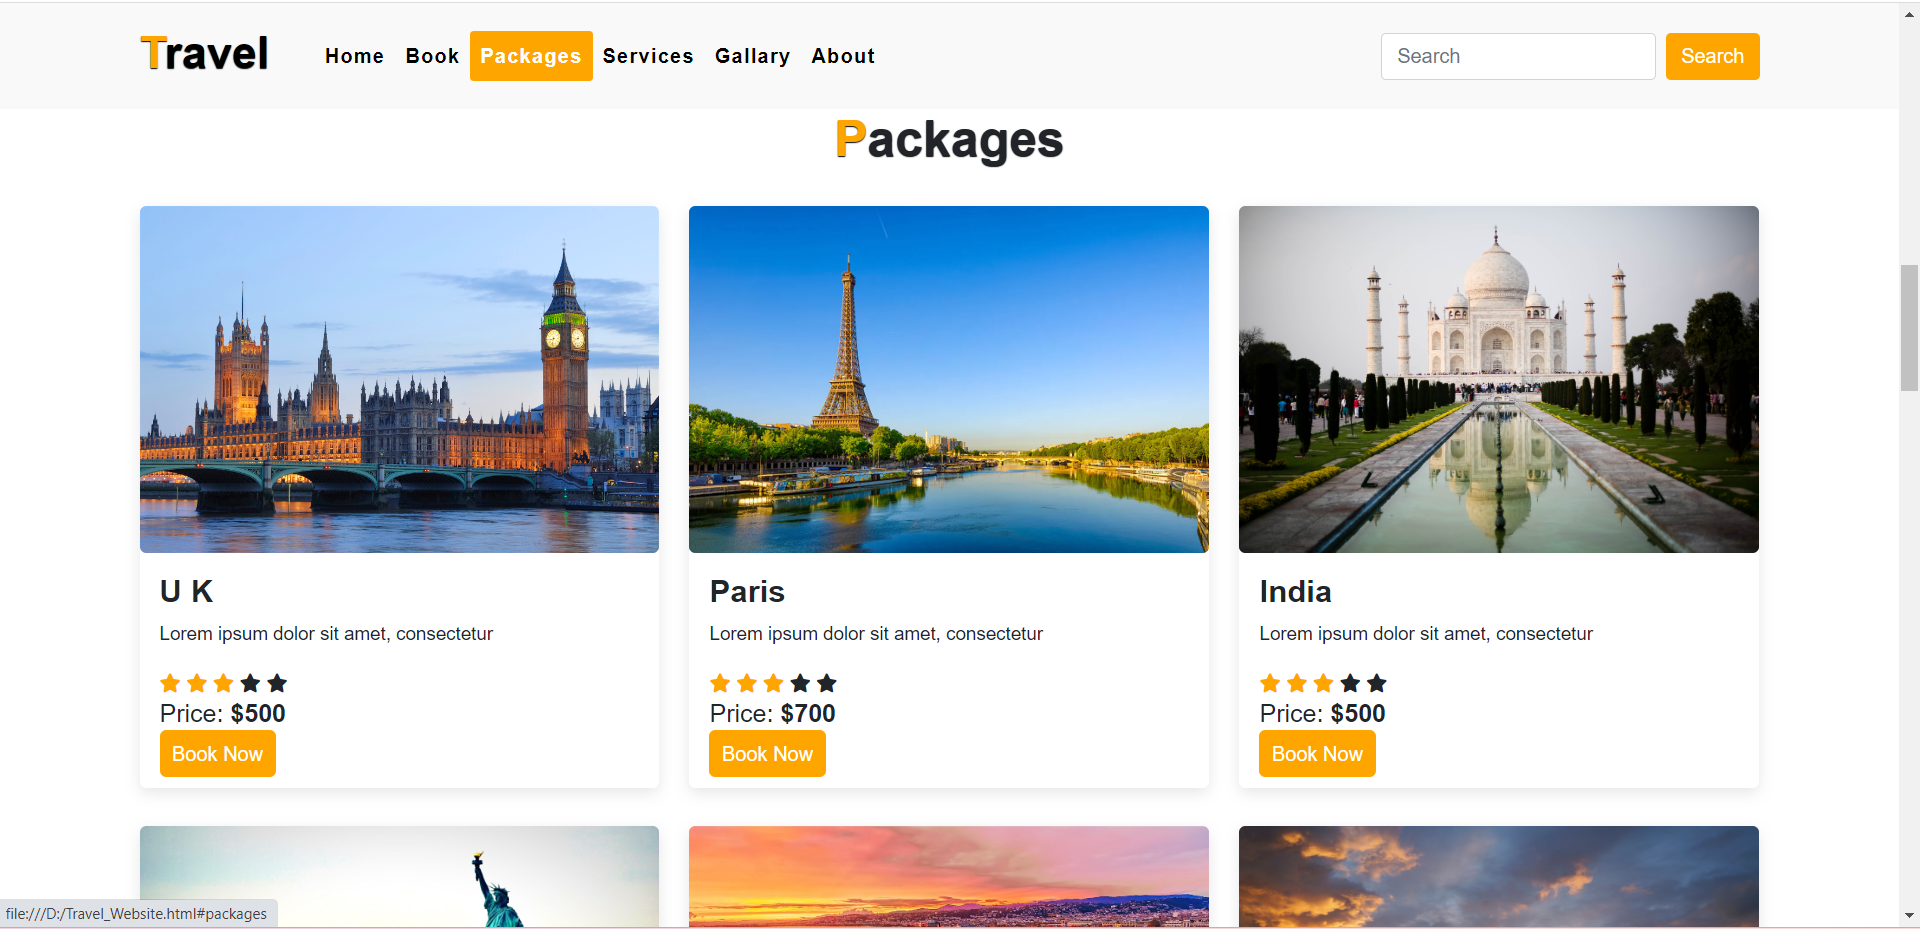 Travel Home Book Packages Services Gallary About Search Search
Packages
U K Paris India
Lorem ipsum dolor sit amet, consectetur Lorem ipsum dolor sit amet, consectetur Lorem ipsum dolor sit amet, consectetur
Price: $500 Price: $700 Price: $500
Book Now Book Now Book Now
file:///D:/Travel_Website.html#packages